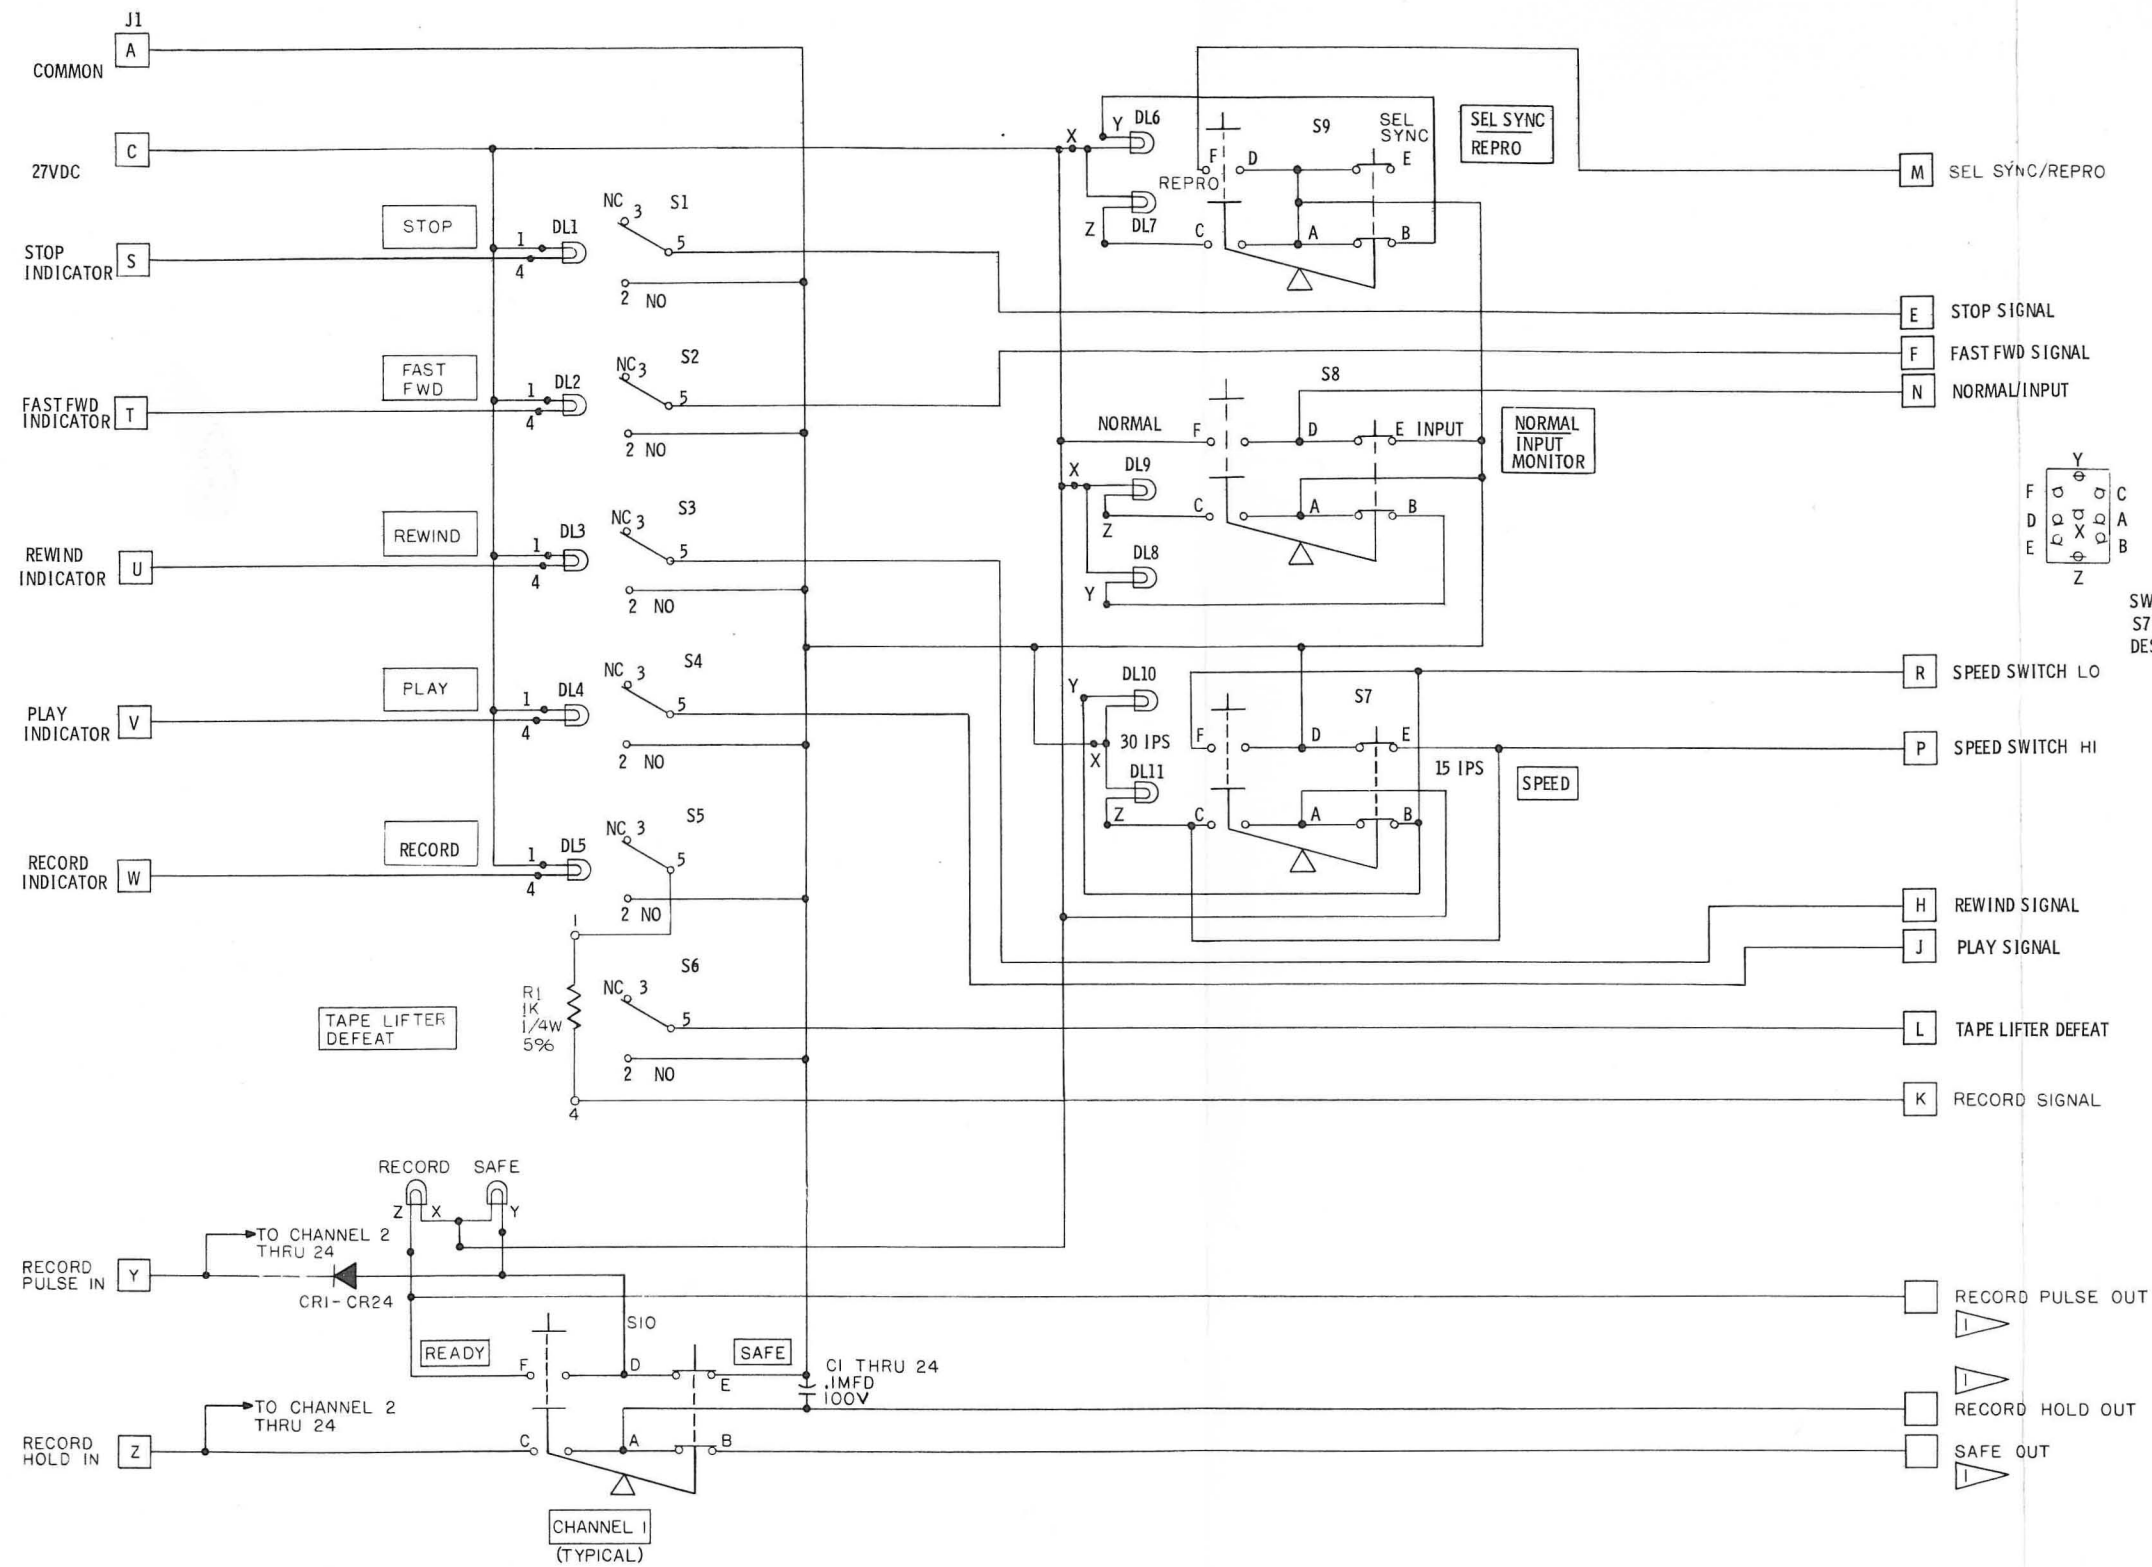 J1
A
COMMON
C
27VDC
STOP
STOP
INDICATOR
S
1
4
DL1
NC 3
S1
5
2 NO
FAST
FWD
FAST FWD
INDICATOR
T
1
4
DL2
NC 3
S2
5
2 NO
REWIND
REWIND
INDICATOR
U
1
4
DL3
NC 3
S3
5
2 NO
PLAY
PLAY
INDICATOR
V
1
4
DL4
NC 3
S4
5
2 NO
RECORD
RECORD
INDICATOR
W
1
4
DL5
NC 3
S5
5
2 NO
1
R1
1K
1/4W
5%
4
TAPE LIFTER
DEFEAT
NC 3
S6
5
2 NO
X
Y
DL6
DL7
Z
F
REPRO
C
D
S9
SEL
SYNC
E
A
B
SEL SYNC
REPRO
M
SEL SYNC/REPRO
E
STOP SIGNAL
F
FAST FWD SIGNAL
N
NORMAL/INPUT
NORMAL
F
S8
D
E INPUT
X
DL9
Z
C
A
B
DL8
Y
NORMAL
INPUT
MONITOR
Y
F
C
D
X
A
E
B
Z
SW
S7
DES
Y
DL10
30 IPS
X
DL11
Z
F
C
S7
D
E
15 IPS
A
B
SPEED
R
SPEED SWITCH LO
P
SPEED SWITCH HI
H
REWIND SIGNAL
J
PLAY SIGNAL
L
TAPE LIFTER DEFEAT
K
RECORD SIGNAL
RECORD SAFE
Z
X
Y
TO CHANNEL 2
THRU 24
RECORD
PULSE IN
Y
CR1-CR24
RECORD PULSE OUT
1
S10
READY
F
D
SAFE
E
C1 THRU 24
.1MFD
100V
1
TO CHANNEL 2
THRU 24
RECORD HOLD OUT
RECORD
HOLD IN
Z
C
A
B
SAFE OUT
1
CHANNEL 1
(TYPICAL)